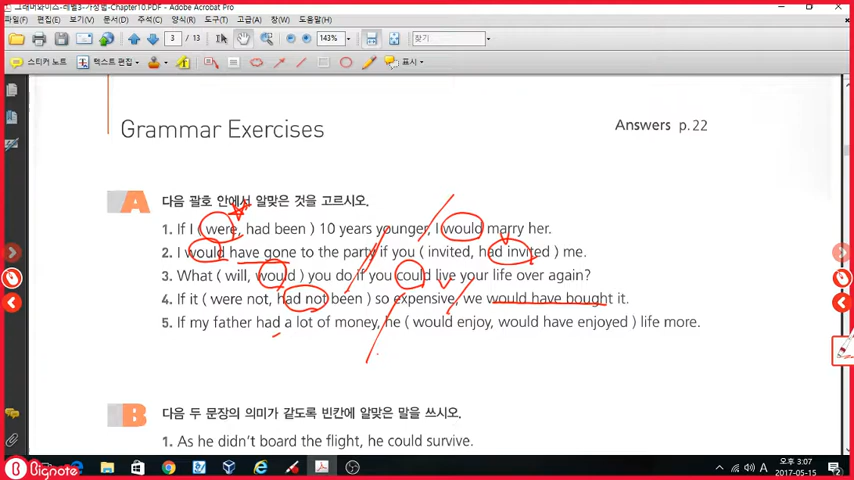 그래머와이즈-레벨3-가정법-Chapter10.PDF - Adobe Acrobat Pro
파일(F) 편집(E) 보기(V) 문서(D) 주석(C) 양식(R) 도구(T) 고급(A) 창(W) 도움말(H)
3 / 13 143% 찾기
스티커 노트 텍스트 편집 표시
Grammar Exercises
Answers p.22
A 다음 괄호 안에서 알맞은 것을 고르시오.
1. If I ( were, had been ) 10 years younger, I would marry her.
2. I would have gone to the party if you ( invited, had invited ) me.
3. What ( will, would ) you do if you could live your life over again?
4. If it ( were not, had not been ) so expensive, we would have bought it.
5. If my father had a lot of money, he ( would enjoy, would have enjoyed ) life more.
B 다음 두 문장의 의미가 같도록 빈칸에 알맞은 말을 쓰시오.
1. As he didn't board the flight, he could survive.
Bignote
A 오후 3:07
2017-05-15
2